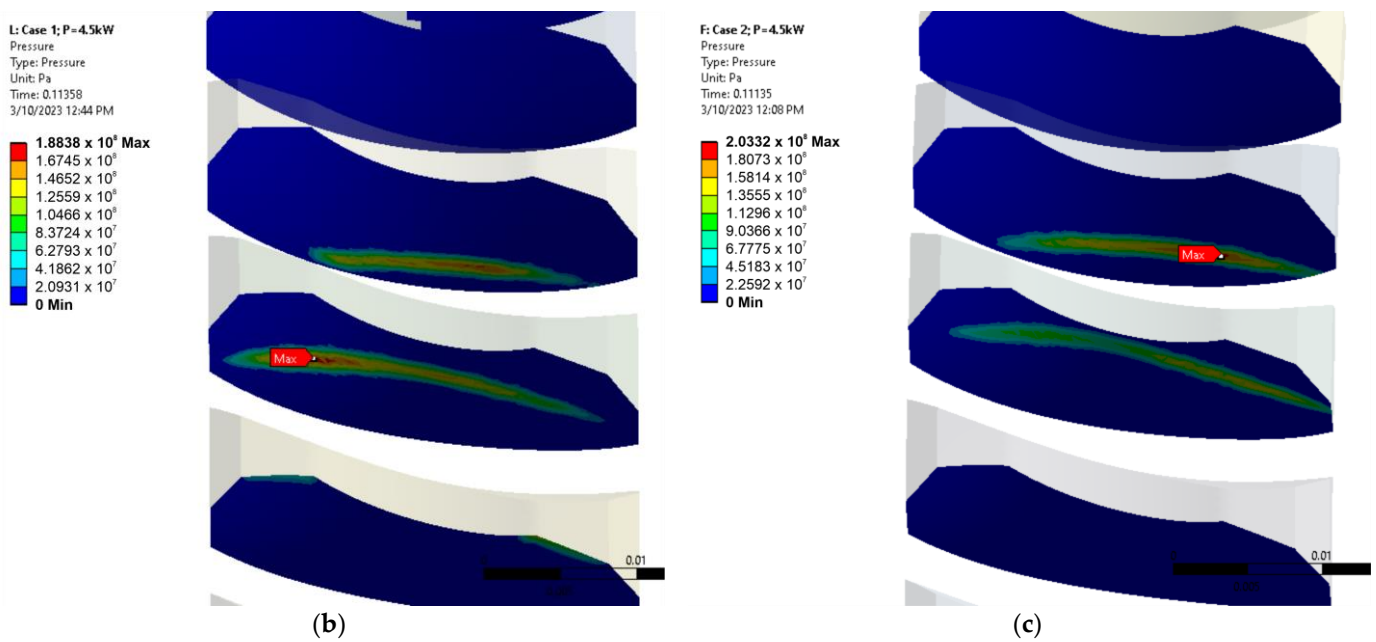 L: Case 1; P=4.5kW
Pressure
Type: Pressure
Unit: Pa
Time: 0.11358
3/10/2023 12:44 PM
1.8838 x 10⁸ Max
1.6745 x 10⁸
1.4652 x 10⁸
1.2559 x 10⁸
1.0466 x 10⁸
8.3724 x 10⁷
6.2793 x 10⁷
4.1862 x 10⁷
2.0931 x 10⁷
0 Min
Max
0
0.01
0.005
(b)
F: Case 2; P=4.5kW
Pressure
Type: Pressure
Unit: Pa
Time: 0.11135
3/10/2023 12:08 PM
2.0332 x 10⁸ Max
1.8073 x 10⁸
1.5814 x 10⁸
1.3555 x 10⁸
1.1296 x 10⁸
9.0366 x 10⁷
6.7775 x 10⁷
4.5183 x 10⁷
2.2592 x 10⁷
0 Min
Max
0
0.01
0.005
(c)